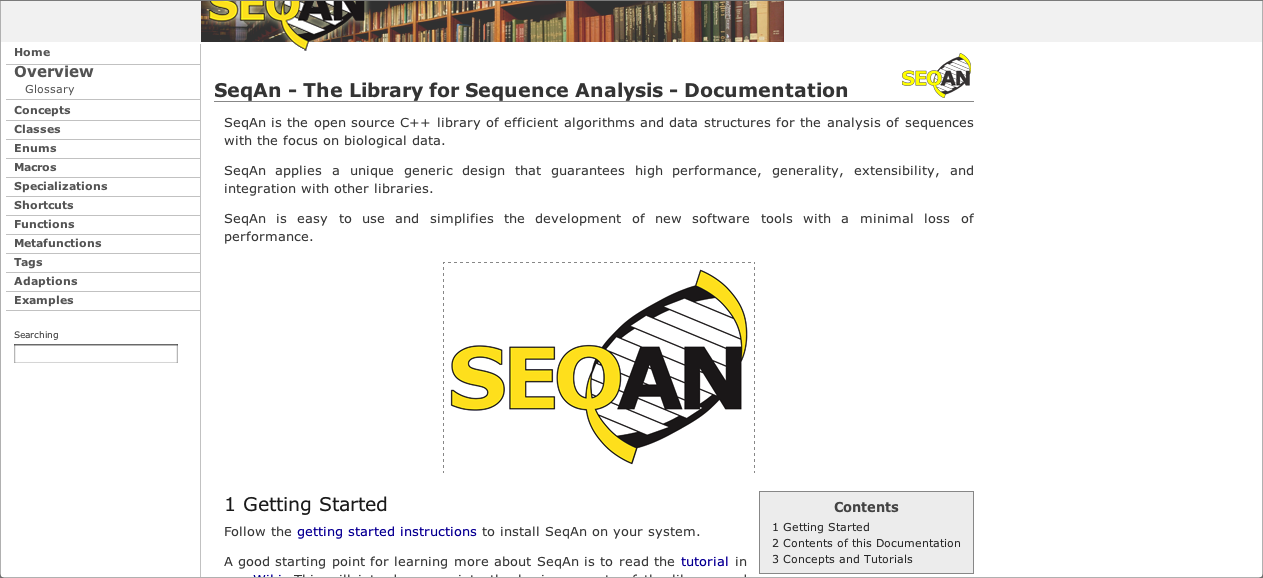 SEQAN
Home
Overview
Glossary
Concepts
Classes
Enums
Macros
Specializations
Shortcuts
Functions
Metafunctions
Tags
Adaptions
Examples
Searching
SEQAN
SeqAn - The Library for Sequence Analysis - Documentation
SeqAn is the open source C++ library of efficient algorithms and data structures for the analysis of sequences
with the focus on biological data.
SeqAn applies a unique generic design that guarantees high performance, generality, extensibility, and
integration with other libraries.
SeqAn is easy to use and simplifies the development of new software tools with a minimal loss of
performance.
SEQAN
1 Getting Started
Follow the getting started instructions to install SeqAn on your system.
A good starting point for learning more about SeqAn is to read the tutorial in
Contents
1 Getting Started
2 Contents of this Documentation
3 Concepts and Tutorials